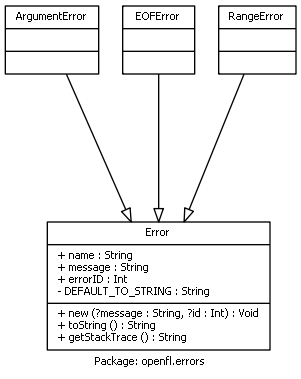 ArgumentError
EOFError
RangeError
Error
+ name : String
+ message : String
+ errorID : Int
- DEFAULT_TO_STRING : String
+ new (?message : String, ?id : Int) : Void
+ toString () : String
+ getStackTrace () : String
Package: openfl.errors